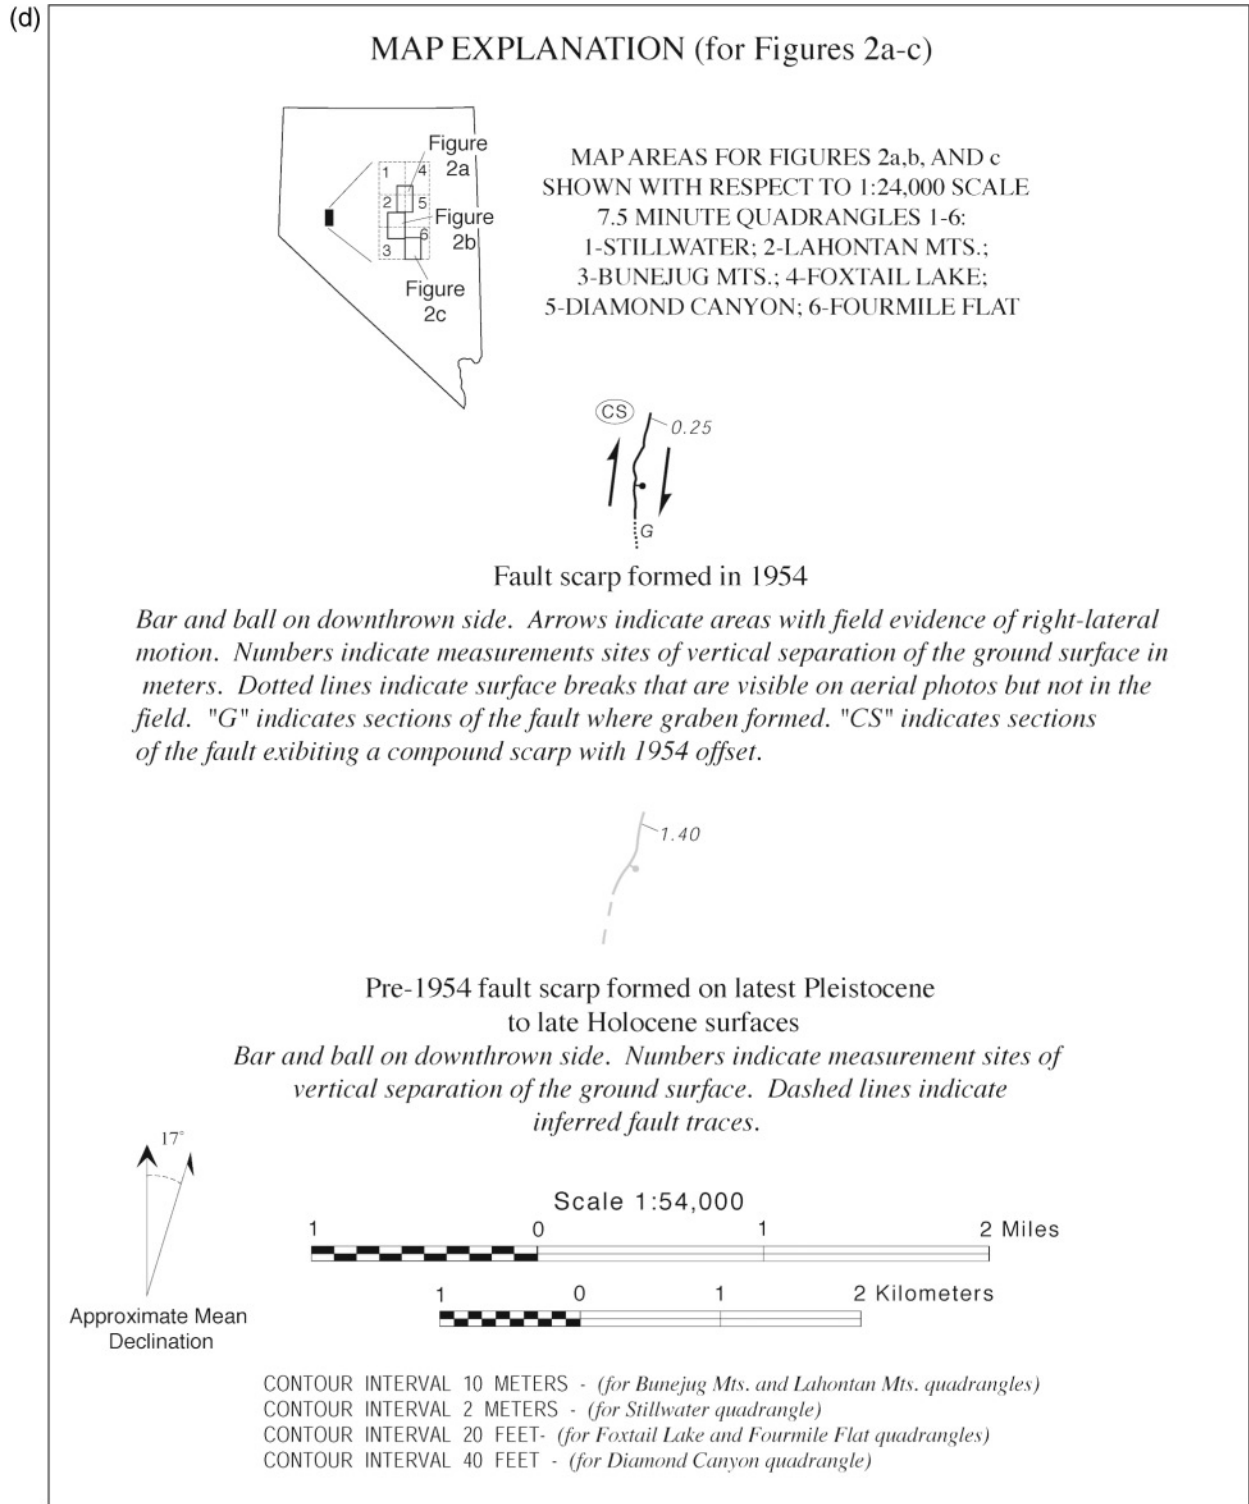 (d)
MAP EXPLANATION (for Figures 2a-c)
Figure
2a
1
4
2
5
Figure
2b
3
6
Figure
2c
MAP AREAS FOR FIGURES 2a,b, AND c
SHOWN WITH RESPECT TO 1:24,000 SCALE
7.5 MINUTE QUADRANGLES 1-6:
1-STILLWATER; 2-LAHONTAN MTS.;
3-BUNEJUG MTS.; 4-FOXTAIL LAKE;
5-DIAMOND CANYON; 6-FOURMILE FLAT
CS
0.25
G
Fault scarp formed in 1954
Bar and ball on downthrown side. Arrows indicate areas with field evidence of right-lateral
motion. Numbers indicate measurements sites of vertical separation of the ground surface in
meters. Dotted lines indicate surface breaks that are visible on aerial photos but not in the
field. "G" indicates sections of the fault where graben formed. "CS" indicates sections
of the fault exibiting a compound scarp with 1954 offset.
1.40
Pre-1954 fault scarp formed on latest Pleistocene
to late Holocene surfaces
Bar and ball on downthrown side. Numbers indicate measurement sites of
vertical separation of the ground surface. Dashed lines indicate
inferred fault traces.
17°
Approximate Mean
Declination
Scale 1:54,000
1 0 1 2 Miles
1 0 1 2 Kilometers
CONTOUR INTERVAL 10 METERS - (for Bunejug Mts. and Lahontan Mts. quadrangles)
CONTOUR INTERVAL 2 METERS - (for Stillwater quadrangle)
CONTOUR INTERVAL 20 FEET- (for Foxtail Lake and Fourmile Flat quadrangles)
CONTOUR INTERVAL 40 FEET - (for Diamond Canyon quadrangle)